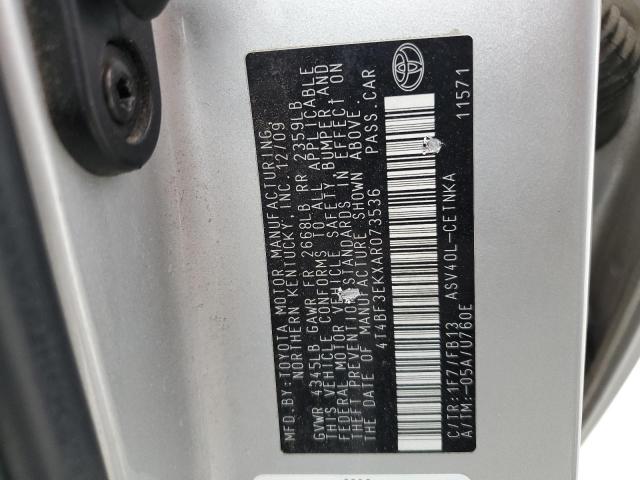 MFD.BY:TOYOTA MOTOR MANUFACTURING,
NORTHERN KENTUCKY, INC. 12/09
GVWR 4345LB GAWR FR 2668LB RR 2359LB
THIS VEHICLE CONFORMS TO ALL APPLICABLE
FEDERAL MOTOR VEHICLE SAFETY BUMPER AND
THEFT PREVENTION STANDARDS IN EFFECT ON
THE DATE OF MANUFACTURE SHOWN ABOVE.
4T4BF3EKXAR073536 PASS.CAR
C/TR:1F7/FB13 ASV40L-CETNKA
A/TM:-05A/U760E
11571